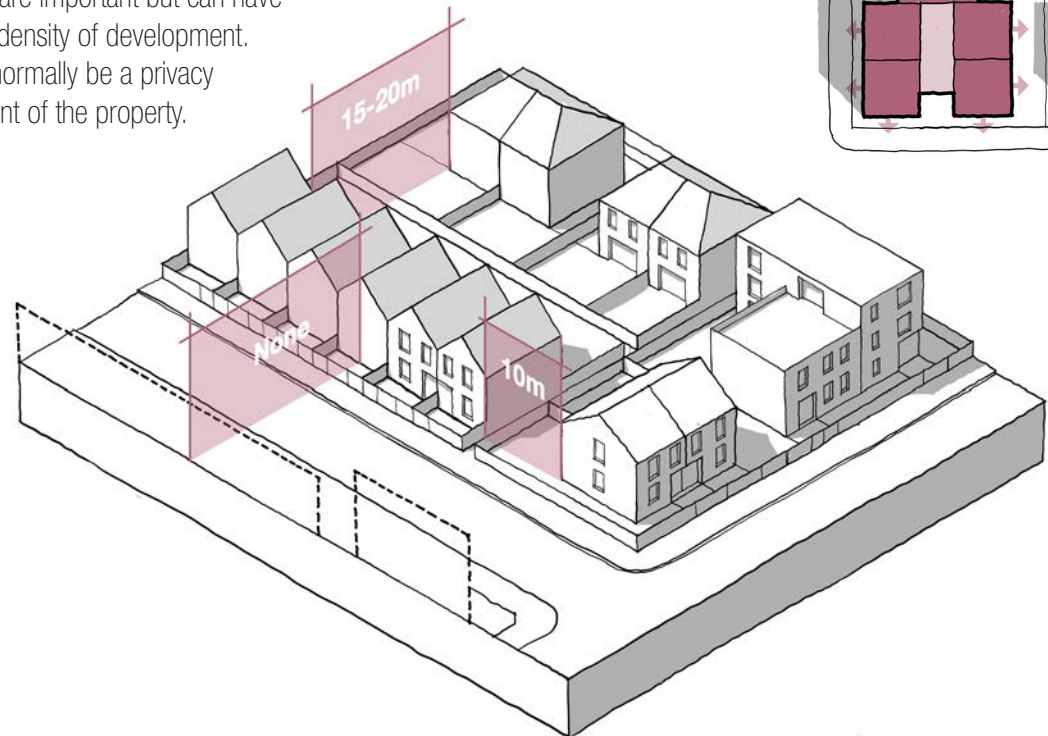 are important but can have
density of development.
normally be a privacy
nt of the property.
15-20m
None
10m